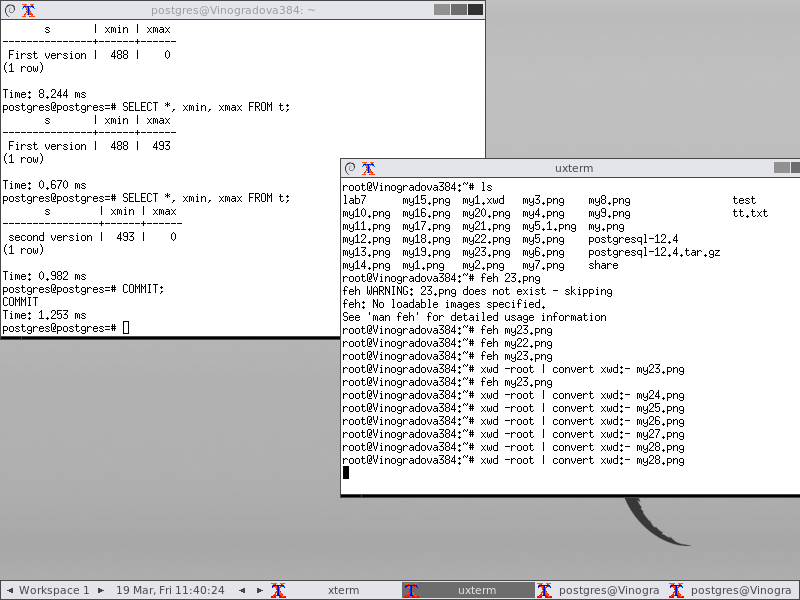 postgres@Vinogradova384: ~
s | xmin | xmax
---------------+------+------
First version | 488 | 0
(1 row)
Time: 8.244 ms
postgres@postgres=# SELECT *, xmin, xmax FROM t;
s | xmin | xmax
---------------+------+------
First version | 488 | 493
(1 row)
Time: 0.670 ms
postgres@postgres=# SELECT *, xmin, xmax FROM t;
s | xmin | xmax
----------------+------+------
second version | 493 | 0
(1 row)
Time: 0.982 ms
postgres@postgres=# COMMIT;
COMMIT
Time: 1.253 ms
postgres@postgres=#
uxterm
root@Vinogradova384:~# ls
lab7 my15.png my1.xwd my3.png my8.png test
my10.png my16.png my20.png my4.png my9.png tt.txt
my11.png my17.png my21.png my5.1.png my.png
my12.png my18.png my22.png my5.png postgresql-12.4
my13.png my19.png my23.png my6.png postgresql-12.4.tar.gz
my14.png my1.png my2.png my7.png share
root@Vinogradova384:~# feh 23.png
feh WARNING: 23.png does not exist - skipping
feh: No loadable images specified.
See 'man feh' for detailed usage information
root@Vinogradova384:~# feh my23.png
root@Vinogradova384:~# feh my22.png
root@Vinogradova384:~# feh my23.png
root@Vinogradova384:~# xwd -root | convert xwd:- my23.png
root@Vinogradova384:~# feh my23.png
root@Vinogradova384:~# xwd -root | convert xwd:- my24.png
root@Vinogradova384:~# xwd -root | convert xwd:- my25.png
root@Vinogradova384:~# xwd -root | convert xwd:- my26.png
root@Vinogradova384:~# xwd -root | convert xwd:- my27.png
root@Vinogradova384:~# xwd -root | convert xwd:- my28.png
root@Vinogradova384:~# xwd -root | convert xwd:- my28.png
Workspace 1 19 Mar, Fri 11:40:24 xterm uxterm postgres@Vinogra postgres@Vinogra